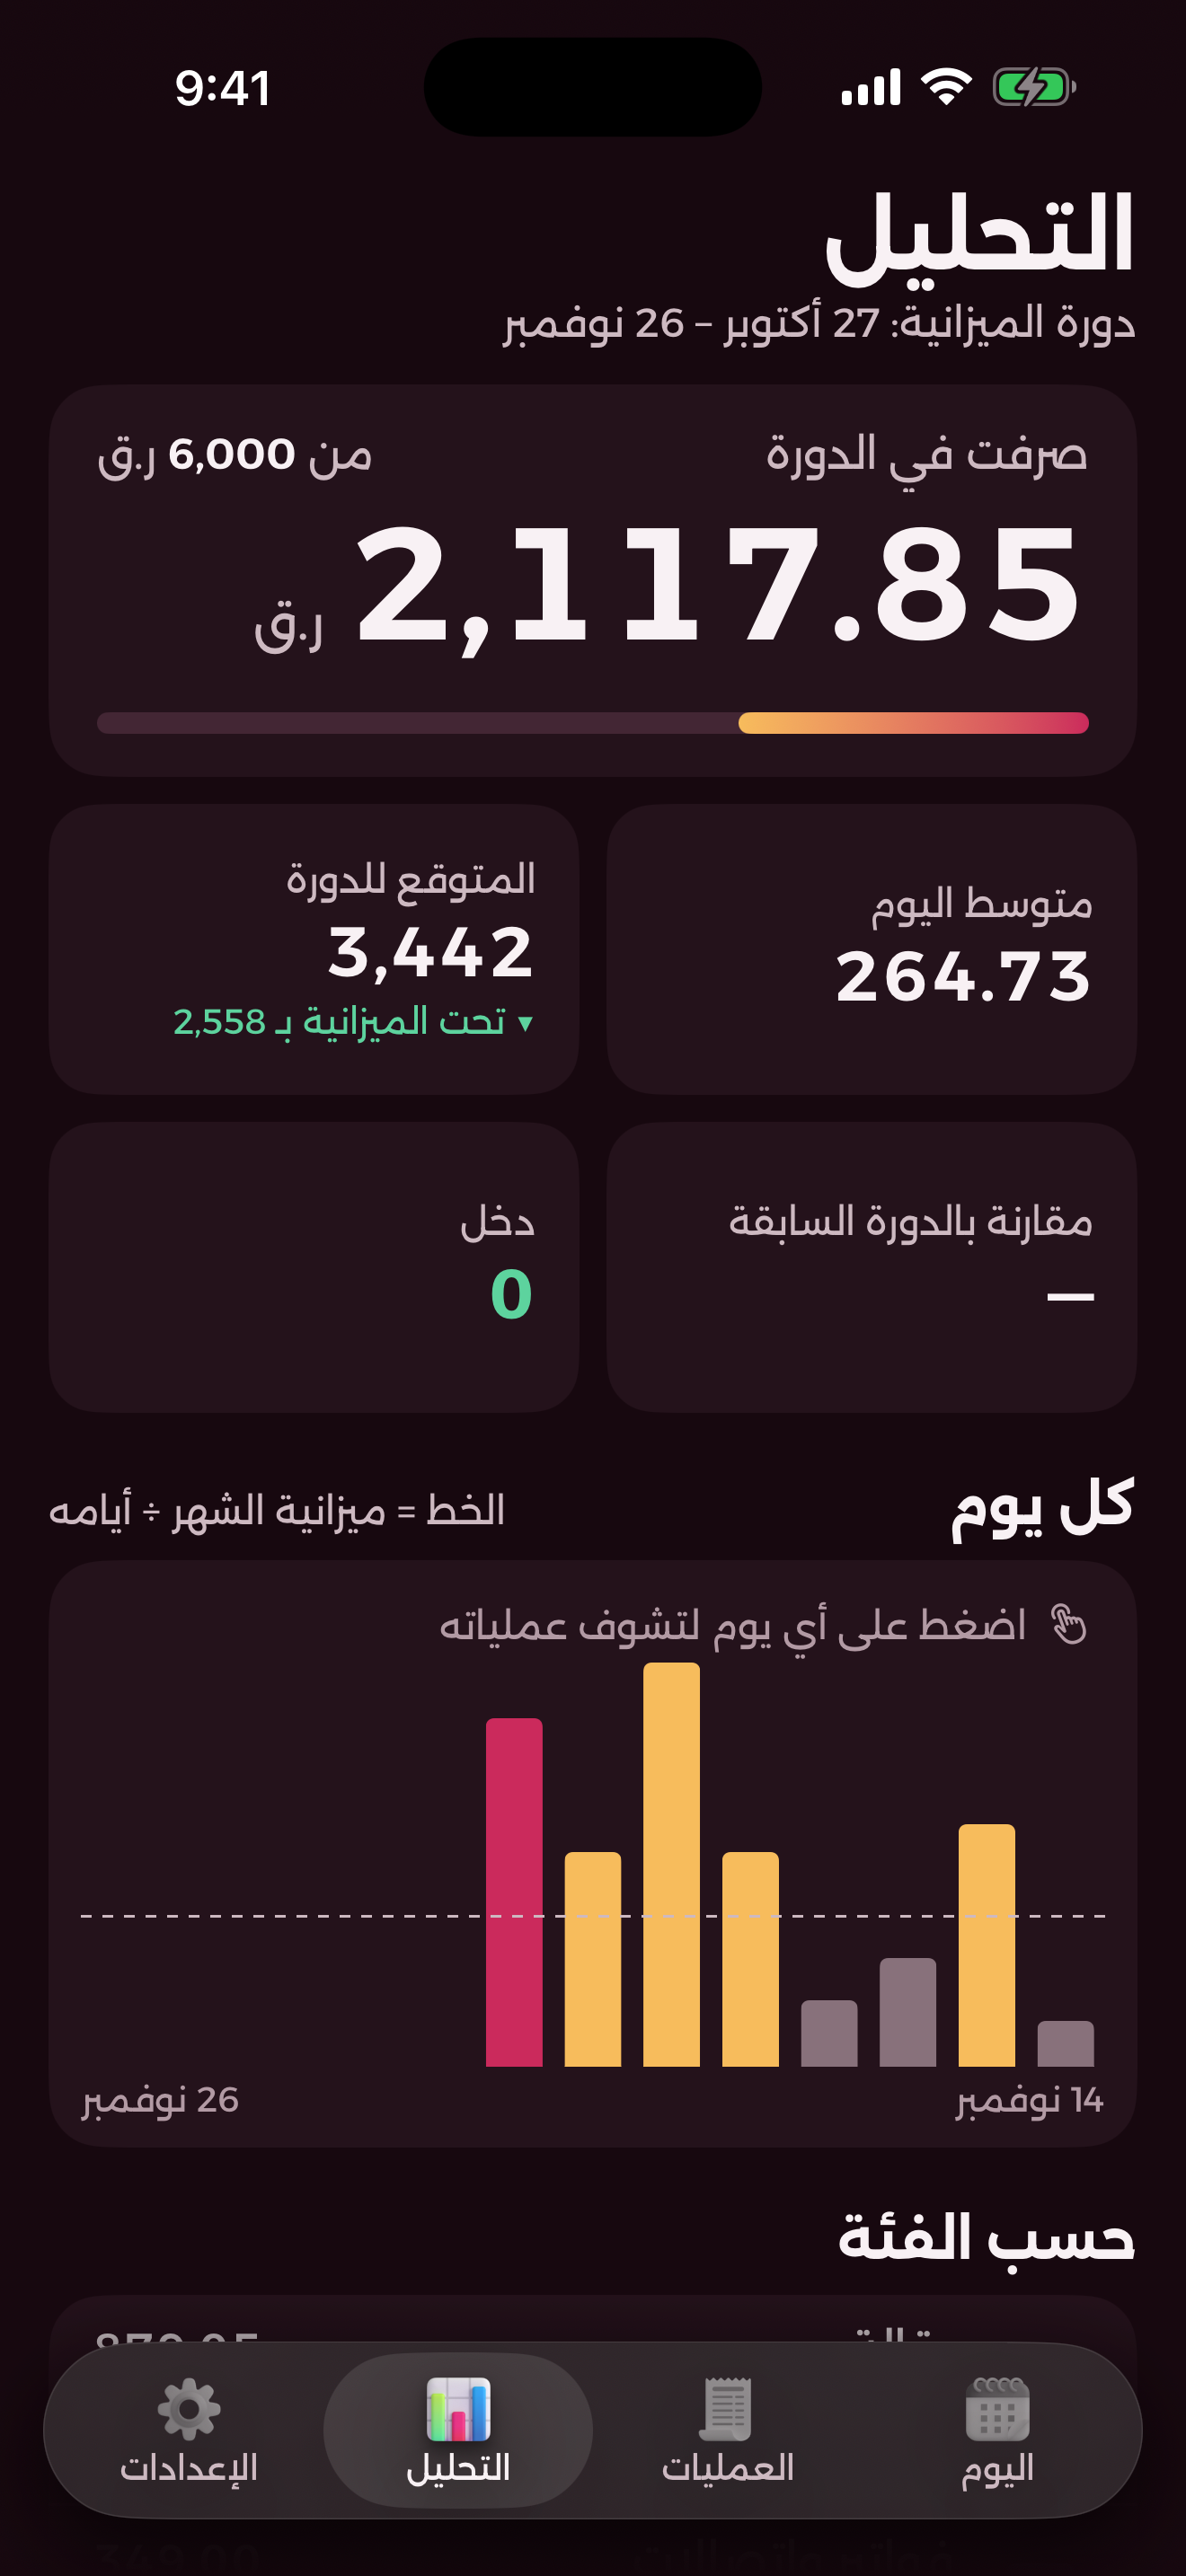 9:41
التحليل
دورة الميزانية: 27 أكتوبر – 26 نوفمبر
صرفت في الدورة
من 6,000 ر.ق
2,117.85 ر.ق
متوسط اليوم
264.73
المتوقع للدورة
3,442
▼ تحت الميزانية بـ 2,558
مقارنة بالدورة السابقة
—
دخل
0
كل يوم
الخط = ميزانية الشهر ÷ أيامه
اضغط على أي يوم لتشوف عملياته
14 نوفمبر
26 نوفمبر
حسب الفئة
اليوم
العمليات
التحليل
الإعدادات